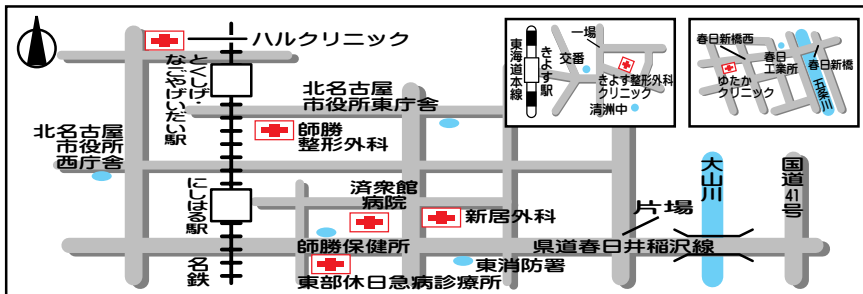 ハルクリニック
とくしげ・
なごやげいだい駅
北名古屋
市役所東庁舎
北名古屋
市役所
西庁舎
師勝
整形外科
にしはる駅
済衆館
病院
新居外科
師勝保健所
東部休日急病診療所
東消防署
名鉄
片場
県道春日井稲沢線
大山川
国道41号
東海道本線
きよす駅
一場
交番
きよす整形外科
クリニック
清洲中
春日新橋西
春日
工業所
春日新橋
ゆたか
クリニック
五条川